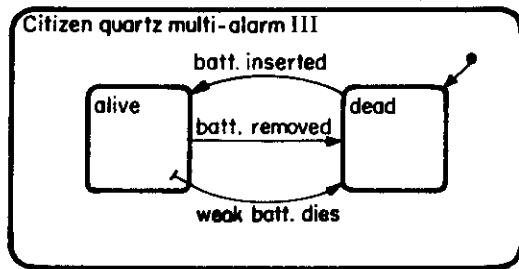 Citizen quartz multi-alarm III
batt. inserted
alive
dead
batt. removed
weak batt. dies